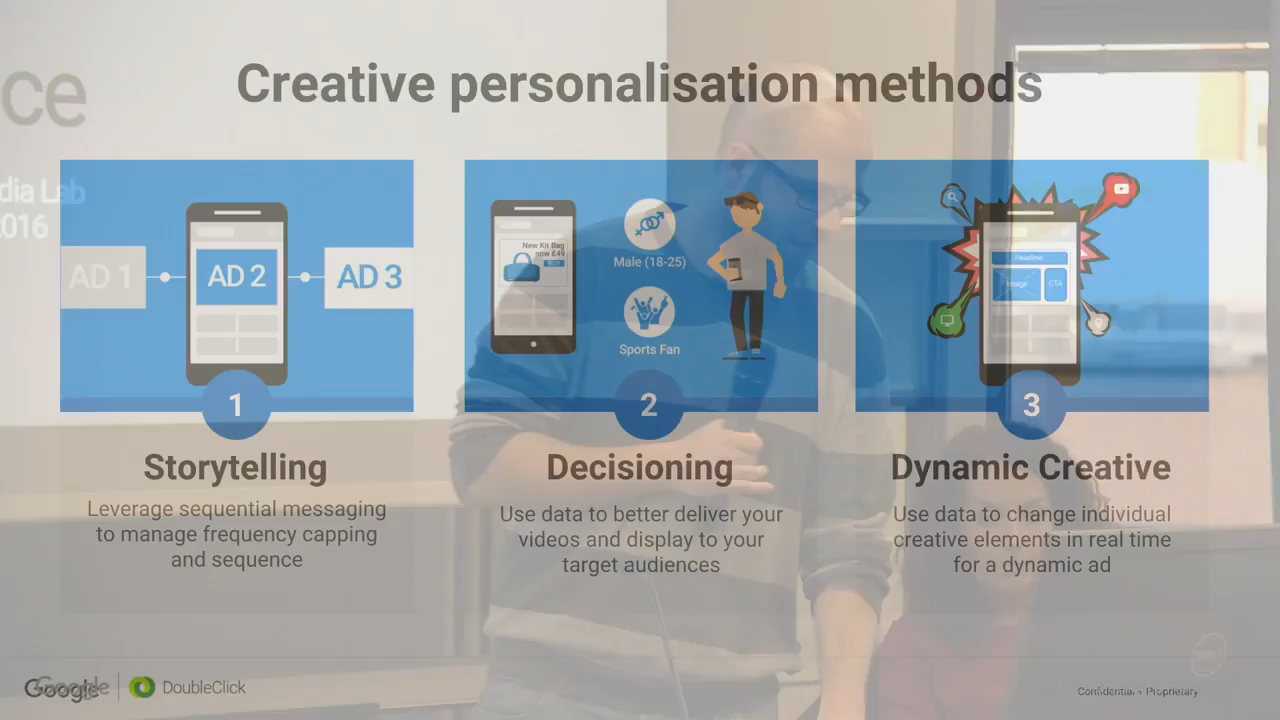 Creative personalisation methods
ce
dia Lab
2016
AD 1
AD 2
AD 3
New Kit Bag
now £49
Male (18-25)
Sports Fan
Headline
Image
CTA
1
2
3
Storytelling
Leverage sequential messaging
to manage frequency capping
and sequence
Decisioning
Use data to better deliver your
videos and display to your
target audiences
Dynamic Creative
Use data to change individual
creative elements in real time
for a dynamic ad
Google
DoubleClick
Confidential + Proprietary